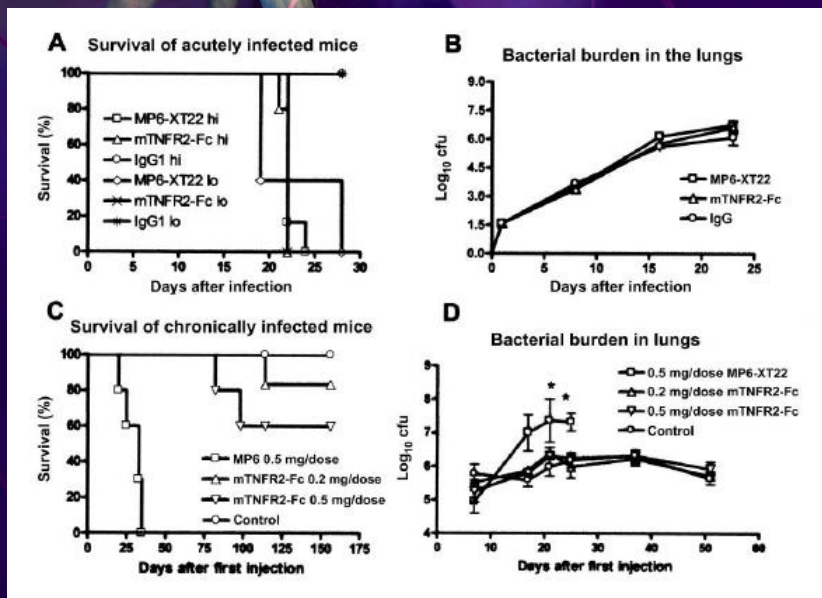 A
Survival of acutely infected mice
100
80
60
40
20
0
Survival (%)
MP6-XT22 hi
mTNFR2-Fc hi
IgG1 hi
MP6-XT22 lo
mTNFR2-Fc lo
IgG1 lo
0 5 10 15 20 25 30
Days after infection
B
Bacterial burden in the lungs
9.0
7.5
6.0
4.5
3.0
1.5
0
Log10 cfu
MP6-XT22
mTNFR2-Fc
IgG
0 5 10 15 20 25
Days after infection
C
Survival of chronically infected mice
100
80
60
40
20
0
Survival (%)
MP6 0.5 mg/dose
mTNFR2-Fc 0.2 mg/dose
mTNFR2-Fc 0.5 mg/dose
Control
0 25 50 75 100 125 150 175
Days after first injection
D
Bacterial burden in lungs
9
8
7
6
5
4
Log10 cfu
* *
0.5 mg/dose MP6-XT22
0.2 mg/dose mTNFR2-Fc
0.5 mg/dose mTNFR2-Fc
Control
0 10 20 30 40 50 60
Days after first injection